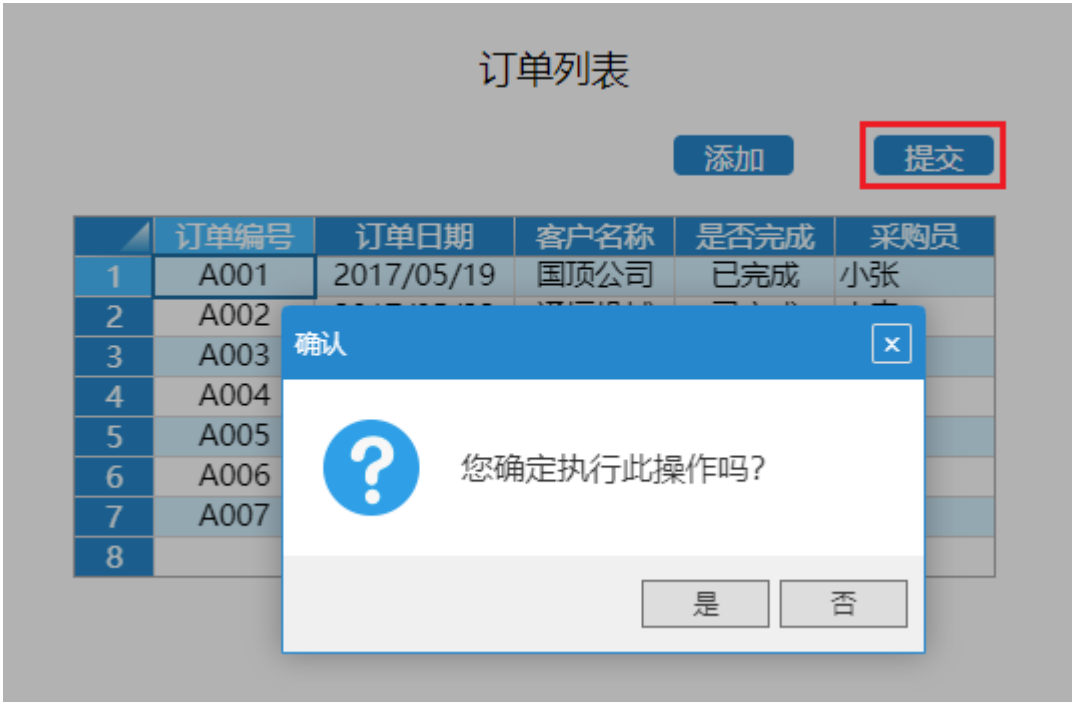 订单列表
添加 提交
订单编号 订单日期 客户名称 是否完成 采购员
1 A001 2017/05/19 国顶公司 已完成 小张
2 A002
确认
3 A003
4 A004
5 A005
您确定执行此操作吗?
6 A006
7 A007
8
是 否